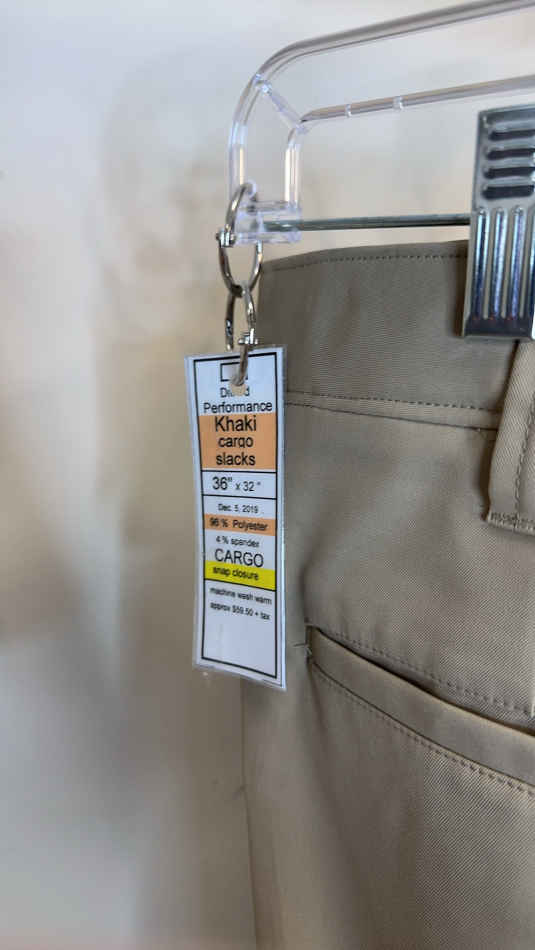 Performance
Khaki
cargo
slacks
36" x 32 "
Dec. 5, 2019
96 % Polyester
4 % spandex
CARGO
snap closure
machine wash warm
approx $59.50 + tax